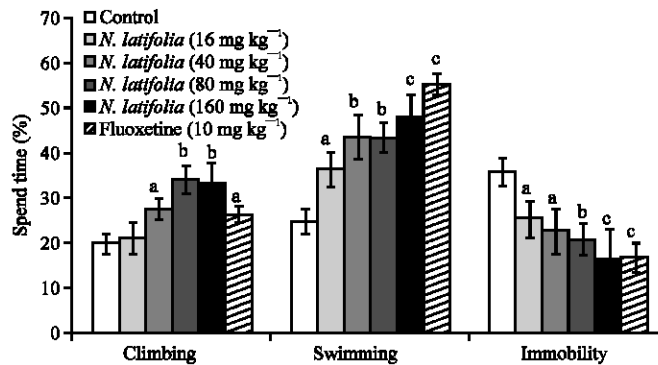 Control
N. latifolia (16 mg kg⁻¹)
N. latifolia (40 mg kg⁻¹)
N. latifolia (80 mg kg⁻¹)
N. latifolia (160 mg kg⁻¹)
Fluoxetine (10 mg kg⁻¹)
Spend time (%)
70
60
50
40
30
20
10
0
a b b a
a b b c c
a a b c c
Climbing Swimming Immobility